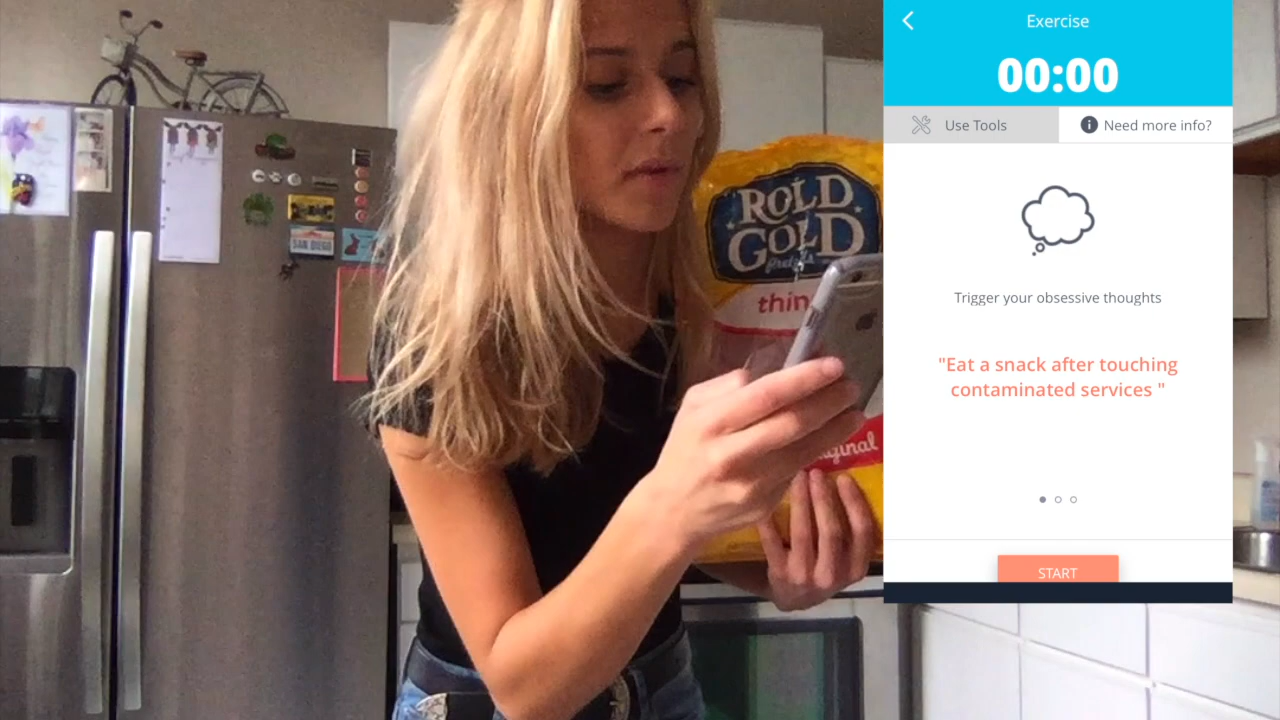 SAN DIEGO
ROLD
GOLD
thin
Exercise
00:00
Use Tools
Need more info?
Trigger your obsessive thoughts
"Eat a snack after touching
contaminated services "
START